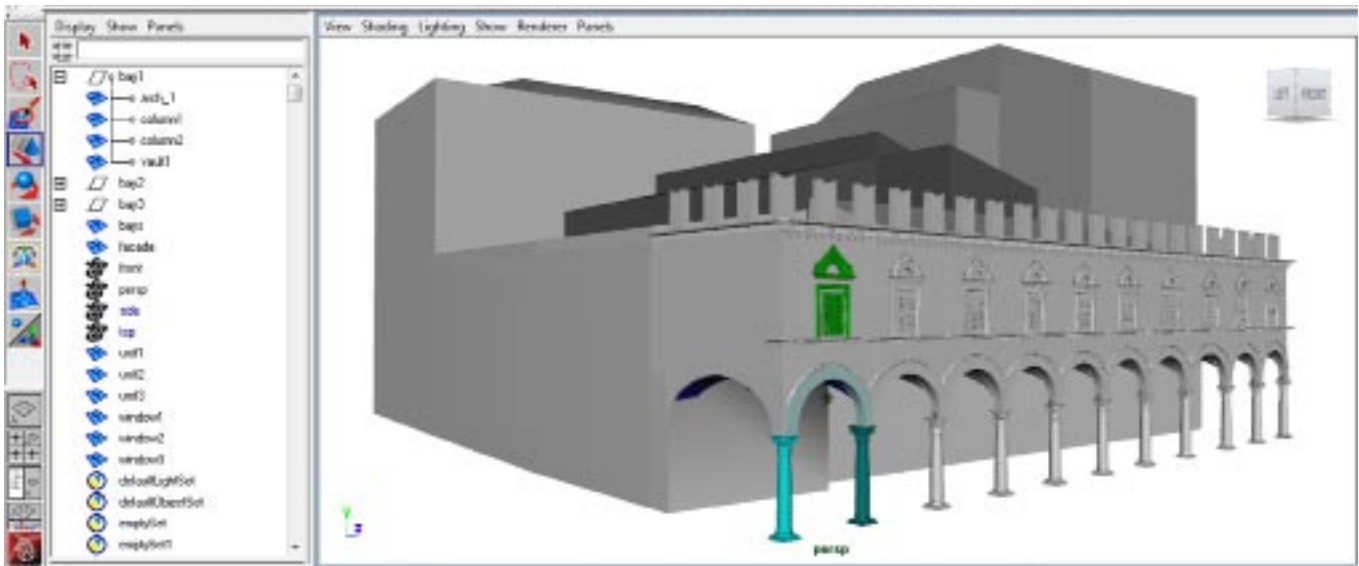 Display Show Panels
View Shading Lighting Show Renderer Panels
bay1
arch_1
column1
column2
vault1
bay2
bay3
bays
facade
front
persp
side
top
unit1
unit2
unit3
window1
window2
window3
defaultLightSet
defaultObjectSet
emptySet
emptySet1
LEFT FRONT
Y
persp